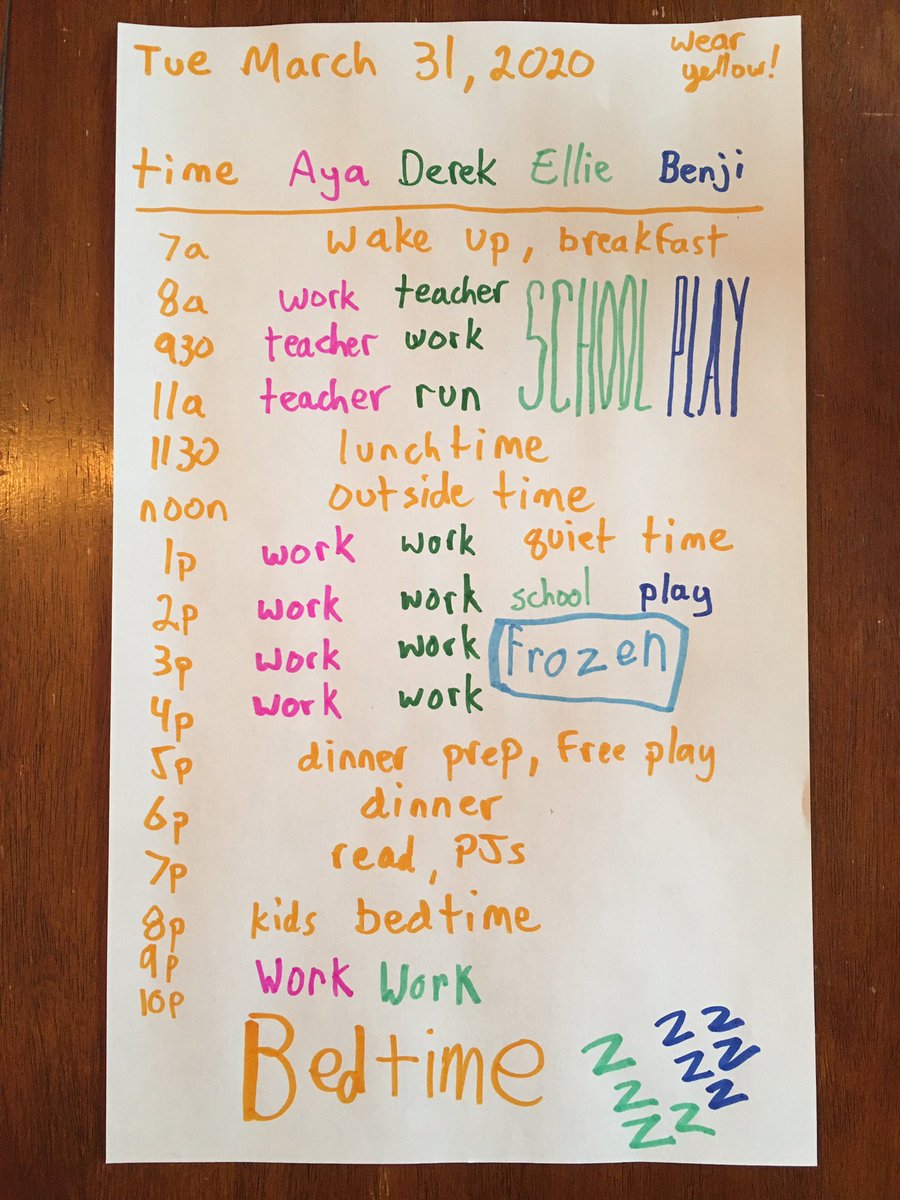 Tue March 31, 2020 wear yellow!
time Aya Derek Ellie Benji
7a wake up, breakfast
8a work teacher SCHOOL PLAY
930 teacher work
11a teacher run
1130 lunchtime
noon outside time
1p work work quiet time
2p work work school play
3p work work Frozen
4p work work
5p dinner prep, Free play
6p dinner
7p read, PJs
8p kids bedtime
9p work work
10p
Bedtime
z z z
z z z
z z
z z